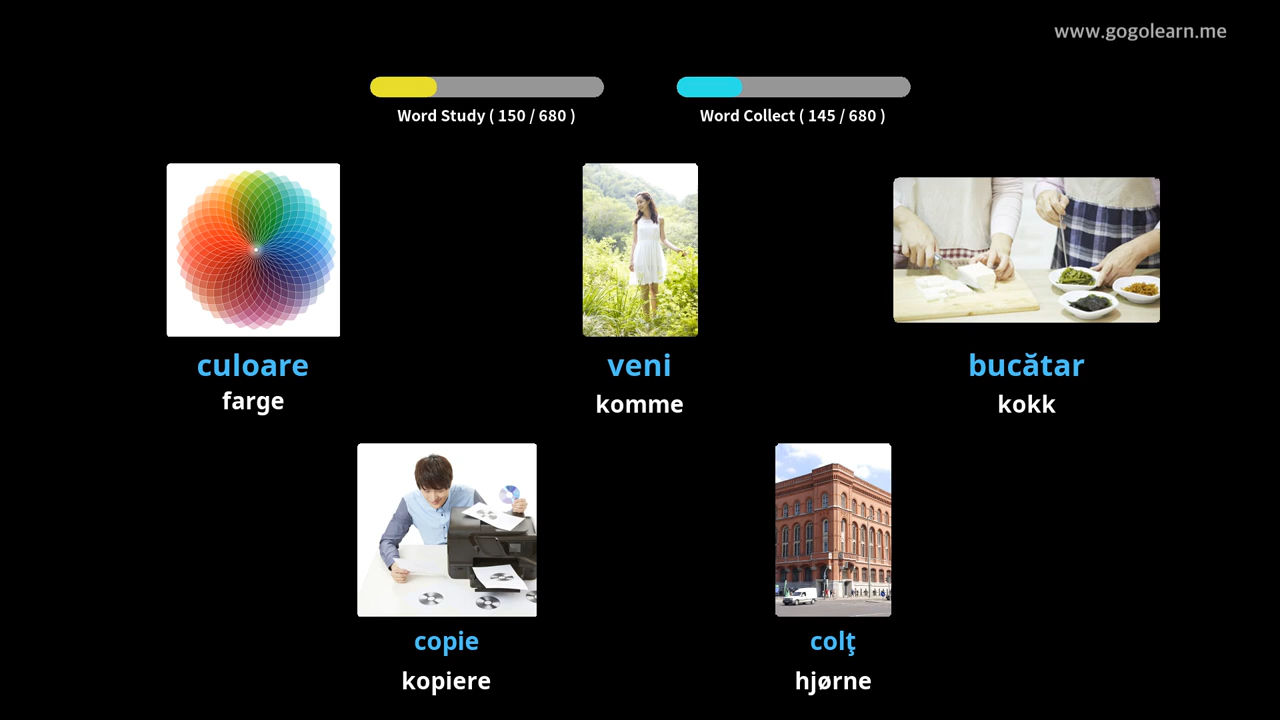 www.gogolearn.me
Word Study ( 150 / 680 )
Word Collect ( 145 / 680 )
culoare
farge
veni
komme
bucătar
kokk
copie
kopiere
colţ
hjørne